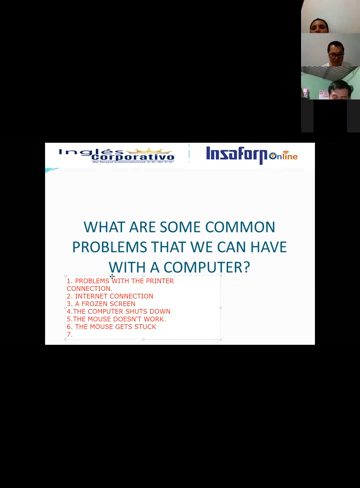 Inglés
Corporativo
Insaforp Online
WHAT ARE SOME COMMON
PROBLEMS THAT WE CAN HAVE
WITH A COMPUTER?
1. PROBLEMS WITH THE PRINTER
CONNECTION.
2. INTERNET CONNECTION
3. A FROZEN SCREEN
4.THE COMPUTER SHUTS DOWN
5.THE MOUSE DOESN'T WORK.
6. THE MOUSE GETS STUCK
7.